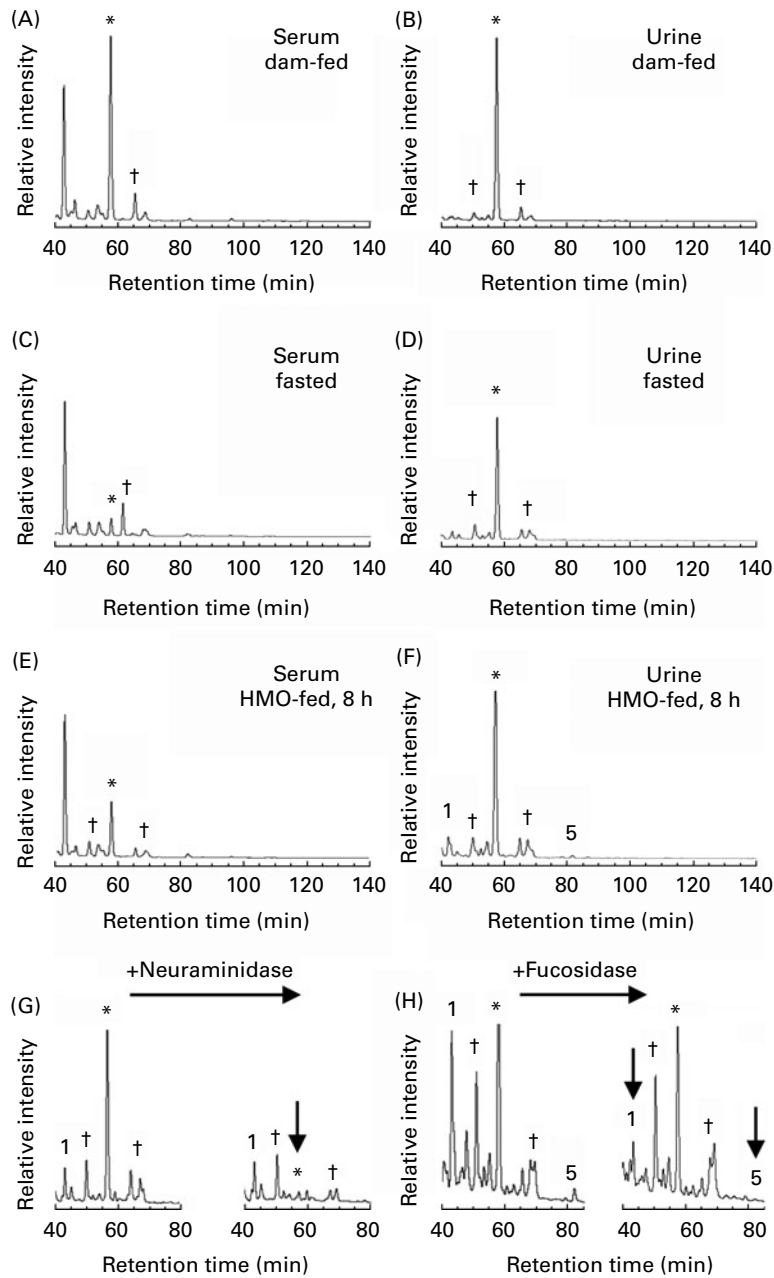 (A)
*
Serum
dam-fed
†
Relative intensity
40 60 80 100 120 140
Retention time (min)
(B)
*
Urine
dam-fed
† †
Relative intensity
40 60 80 100 120 140
Retention time (min)
(C)
Serum
fasted
* †
Relative intensity
40 60 80 100 120 140
Retention time (min)
(D)
Urine
fasted
*
† †
Relative intensity
40 60 80 100 120 140
Retention time (min)
(E)
Serum
HMO-fed, 8 h
*
† †
Relative intensity
40 60 80 100 120 140
Retention time (min)
(F)
*
Urine
HMO-fed, 8 h
1 † † 5
Relative intensity
40 60 80 100 120 140
Retention time (min)
+Neuraminidase
(G)
*
1 † †
1 † * †
Relative intensity
40 60 80 40 60 80
Retention time (min)
+Fucosidase
(H)
1 † * † 5
1 † * † 5
Relative intensity
40 60 80 40 60 80
Retention time (min)